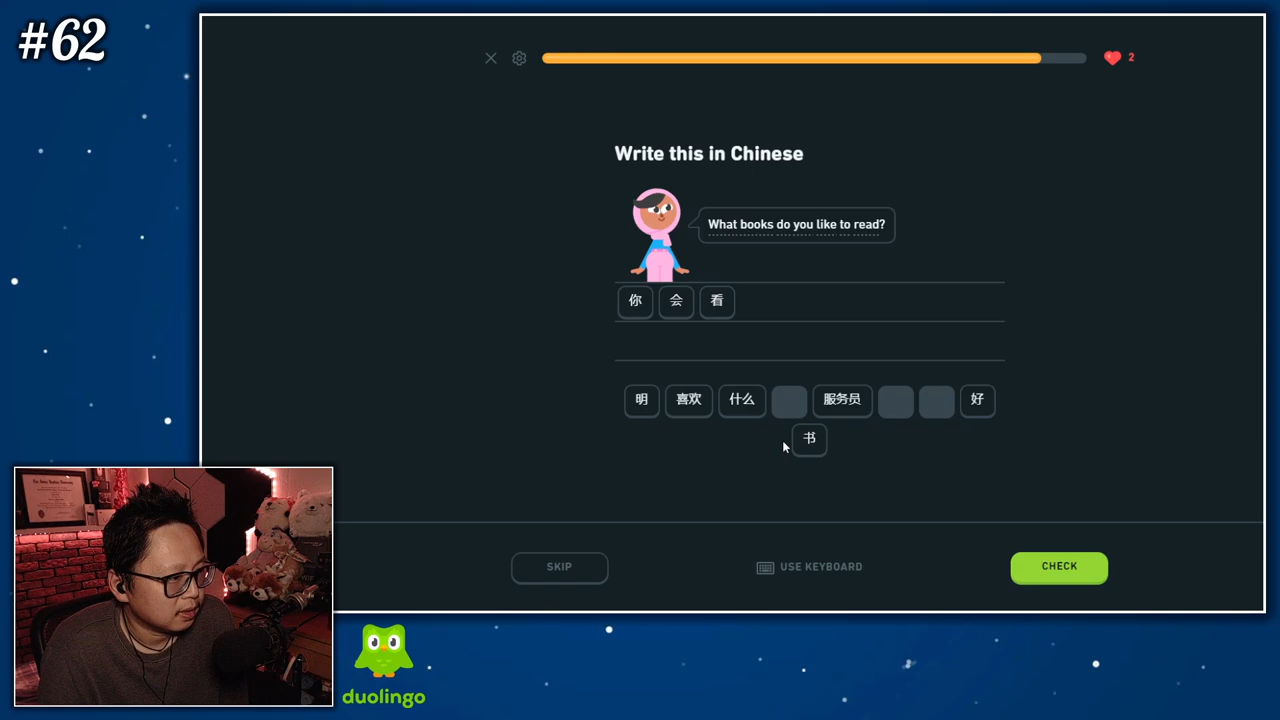 #62
2
Write this in Chinese
What books do you like to read?
你 会 看
明 喜欢 什么 服务员 好
书
SKIP
USE KEYBOARD
CHECK
duolingo